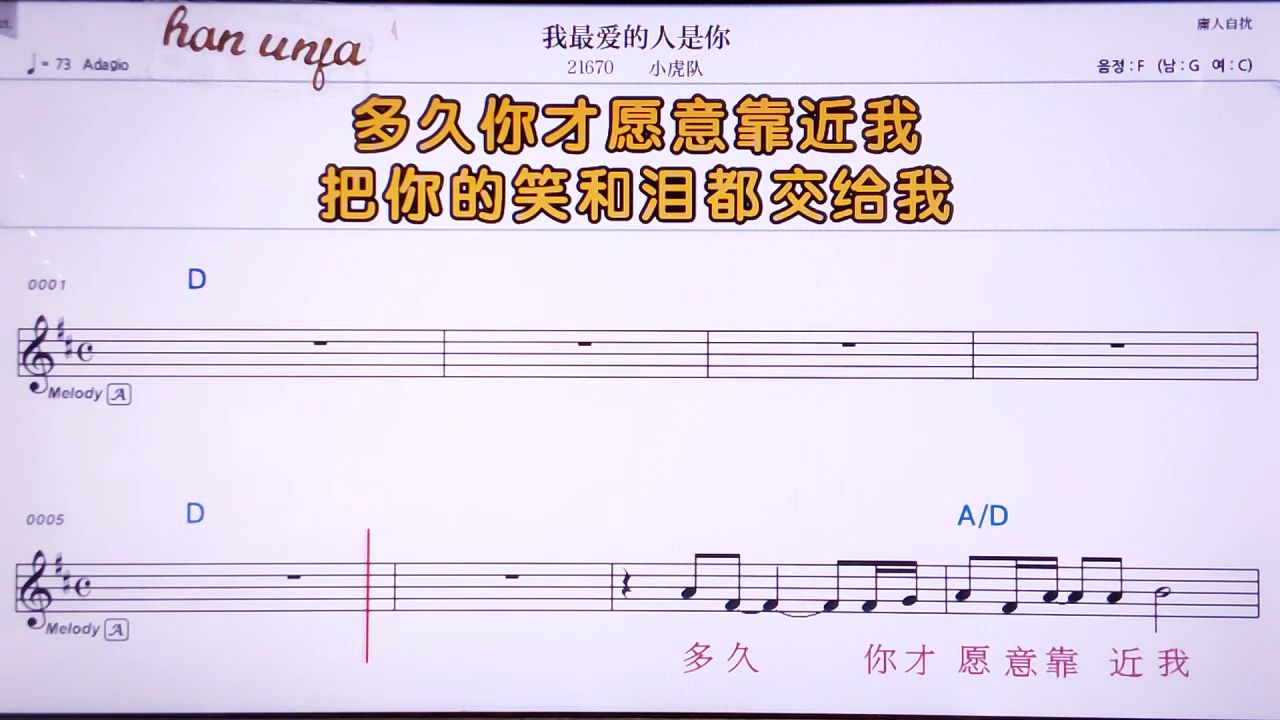 han unfa
我最爱的人是你
庸人自扰
♩= 73 Adagio
21670 小虎队
음정 : F (남 : G 여 : C)
多久你才愿意靠近我
把你的笑和泪都交给我
0001 D
Melody A
0005 D A/D
Melody A
多久 你才愿意靠 近我